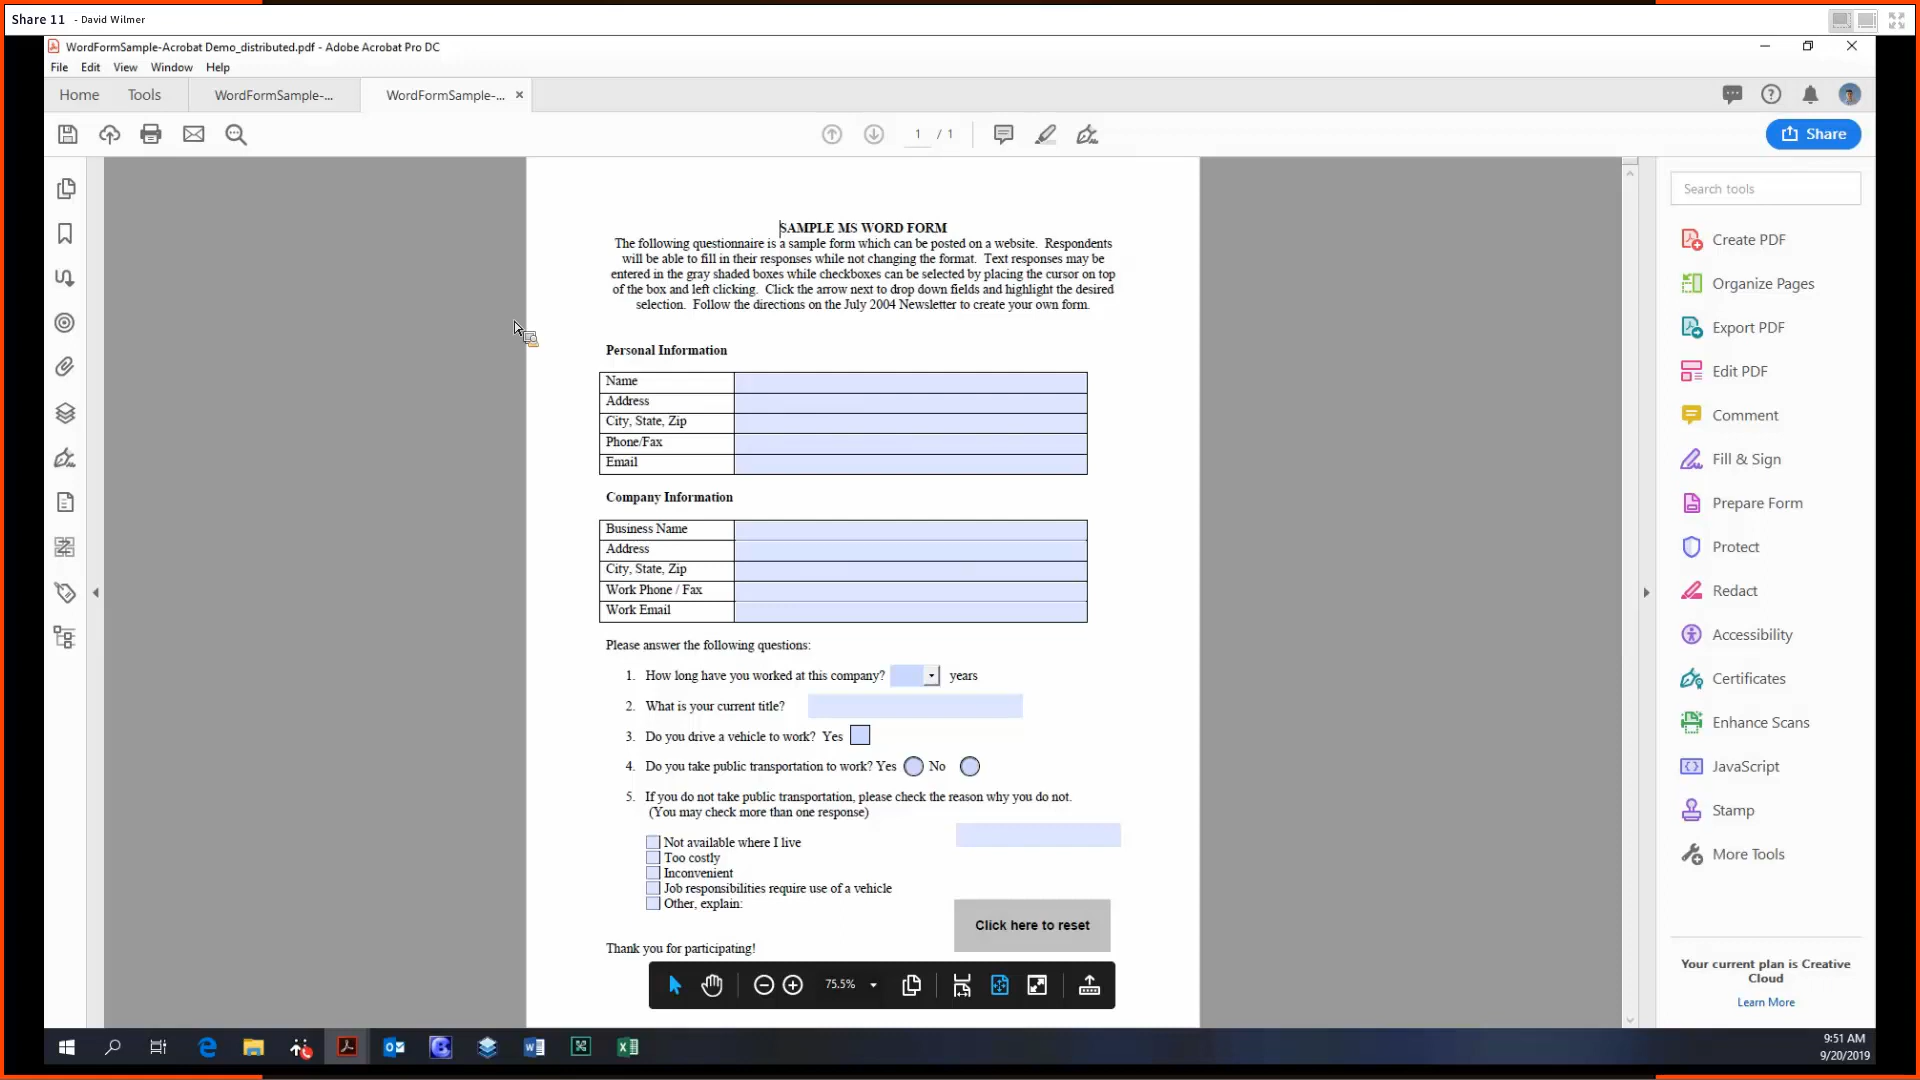 Share 11 - David Wilmer
WordFormSample-Acrobat Demo_distributed.pdf - Adobe Acrobat Pro DC
File Edit View Window Help
Home Tools WordFormSample-... WordFormSample-... ×
1 / 1
Share
Search tools
Create PDF
Organize Pages
Export PDF
Edit PDF
Comment
Fill & Sign
Prepare Form
Protect
Redact
Accessibility
Certificates
Enhance Scans
JavaScript
Stamp
More Tools
Your current plan is Creative
Cloud
Learn More
SAMPLE MS WORD FORM
The following questionnaire is a sample form which can be posted on a website. Respondents
will be able to fill in their responses while not changing the format. Text responses may be
entered in the gray shaded boxes while checkboxes can be selected by placing the cursor on top
of the box and left clicking. Click the arrow next to drop down fields and highlight the desired
selection. Follow the directions on the July 2004 Newsletter to create your own form.
Personal Information
Name
Address
City, State, Zip
Phone/Fax
Email
Company Information
Business Name
Address
City, State, Zip
Work Phone / Fax
Work Email
Please answer the following questions:
1. How long have you worked at this company? years
2. What is your current title?
3. Do you drive a vehicle to work? Yes
4. Do you take public transportation to work? Yes No
5. If you do not take public transportation, please check the reason why you do not.
(You may check more than one response)
Not available where I live
Too costly
Inconvenient
Job responsibilities require use of a vehicle
Other, explain:
Click here to reset
Thank you for participating!
75.5%
9:51 AM
9/20/2019